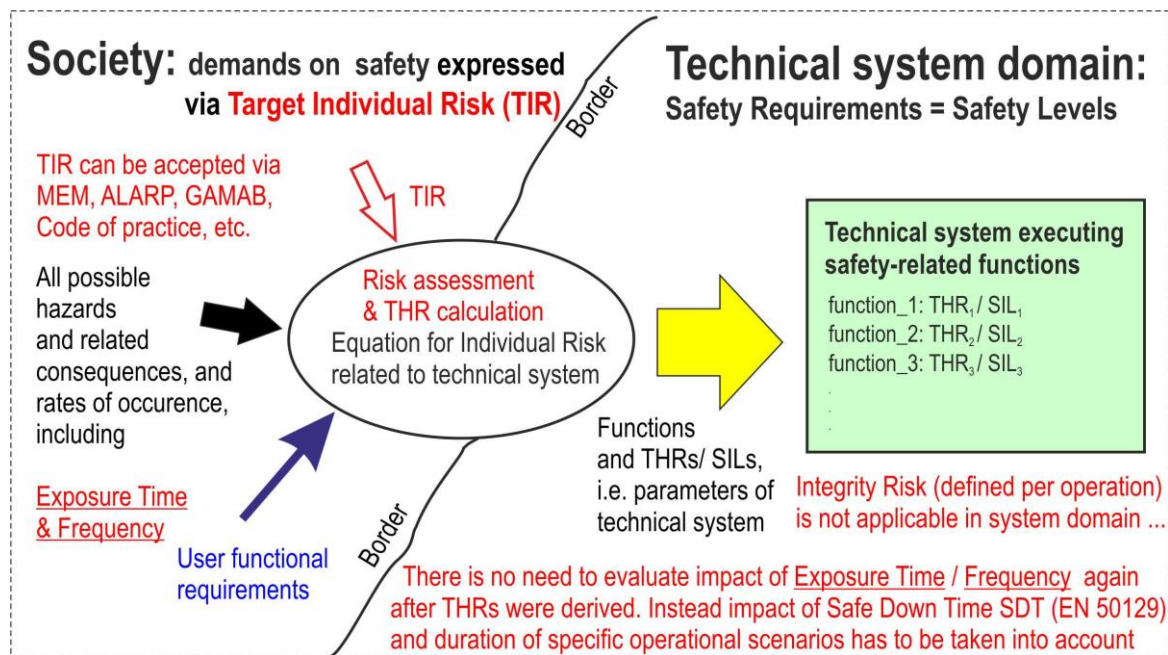 Society: demands on safety expressed
via Target Individual Risk (TIR)
TIR can be accepted via
MEM, ALARP, GAMAB,
Code of practice, etc.
TIR
All possible
hazards
and related
consequences, and
rates of occurence,
including
Exposure Time
& Frequency
User functional
requirements
Risk assessment
& THR calculation
Equation for Individual Risk
related to technical system
Border
Border
Technical system domain:
Safety Requirements = Safety Levels
Technical system executing
safety-related functions
function_1: THR₁/ SIL₁
function_2: THR₂/ SIL₂
function_3: THR₃/ SIL₃
.
.
.
Functions
and THRs/ SILs,
i.e. parameters of
technical system
Integrity Risk (defined per operation)
is not applicable in system domain ...
There is no need to evaluate impact of Exposure Time / Frequency again
after THRs were derived. Instead impact of Safe Down Time SDT (EN 50129)
and duration of specific operational scenarios has to be taken into account